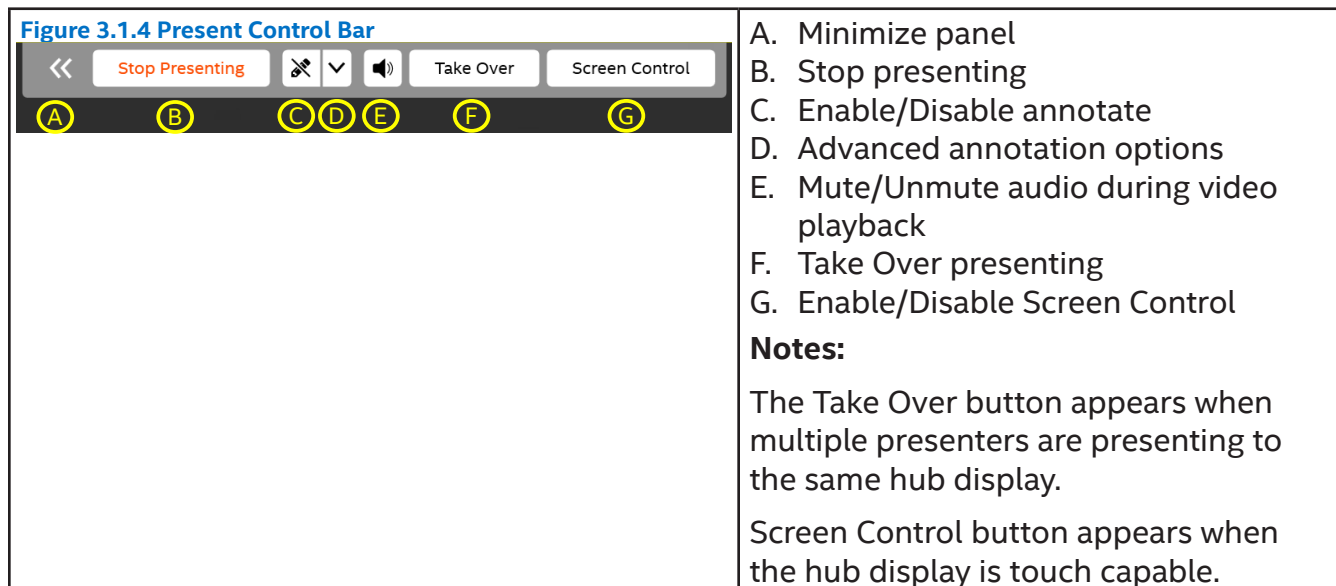 Figure 3.1.4 Present Control Bar
Stop Presenting Take Over Screen Control
A B C D E F G
A. Minimize panel
B. Stop presenting
C. Enable/Disable annotate
D. Advanced annotation options
E. Mute/Unmute audio during video
playback
F. Take Over presenting
G. Enable/Disable Screen Control
Notes:
The Take Over button appears when
multiple presenters are presenting to
the same hub display.
Screen Control button appears when
the hub display is touch capable.